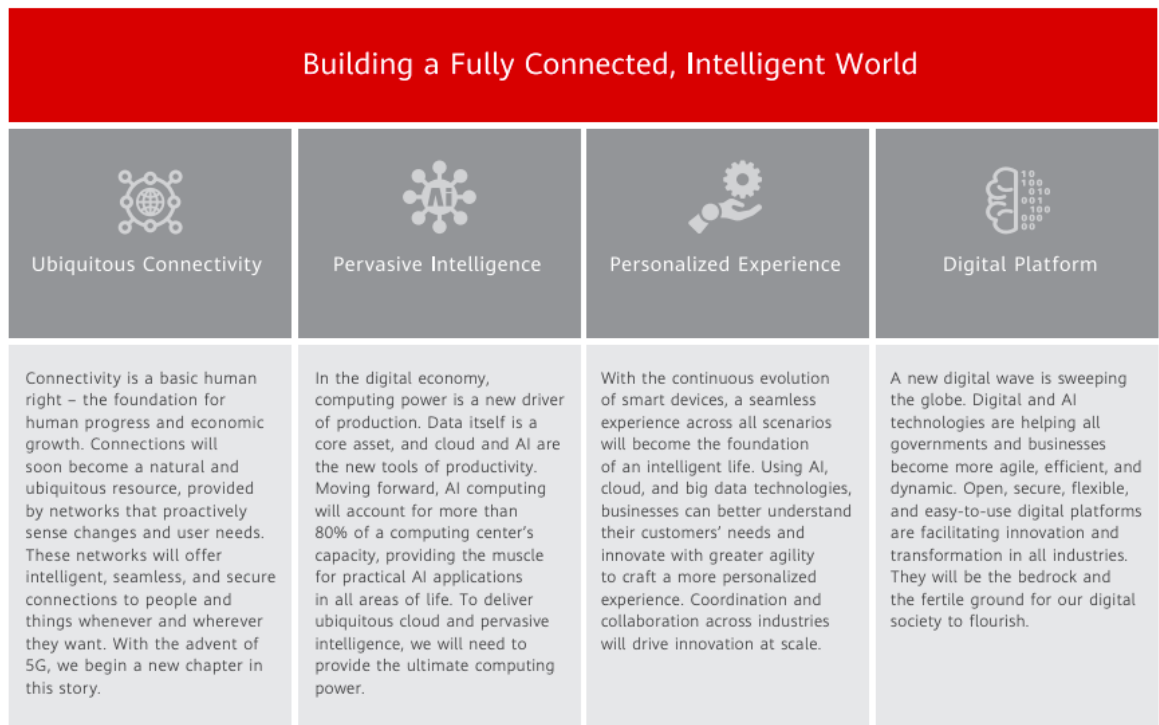 Building a Fully Connected, Intelligent World
Ai
10
100
010
001
100
000
00
Ubiquitous Connectivity
Pervasive Intelligence
Personalized Experience
Digital Platform
Connectivity is a basic human
right – the foundation for
human progress and economic
growth. Connections will
soon become a natural and
ubiquitous resource, provided
by networks that proactively
sense changes and user needs.
These networks will offer
intelligent, seamless, and secure
connections to people and
things whenever and wherever
they want. With the advent of
5G, we begin a new chapter in
this story.
In the digital economy,
computing power is a new driver
of production. Data itself is a
core asset, and cloud and AI are
the new tools of productivity.
Moving forward, AI computing
will account for more than
80% of a computing center's
capacity, providing the muscle
for practical AI applications
in all areas of life. To deliver
ubiquitous cloud and pervasive
intelligence, we will need to
provide the ultimate computing
power.
With the continuous evolution
of smart devices, a seamless
experience across all scenarios
will become the foundation
of an intelligent life. Using AI,
cloud, and big data technologies,
businesses can better understand
their customers' needs and
innovate with greater agility
to craft a more personalized
experience. Coordination and
collaboration across industries
will drive innovation at scale.
A new digital wave is sweeping
the globe. Digital and AI
technologies are helping all
governments and businesses
become more agile, efficient, and
dynamic. Open, secure, flexible,
and easy-to-use digital platforms
are facilitating innovation and
transformation in all industries.
They will be the bedrock and
the fertile ground for our digital
society to flourish.